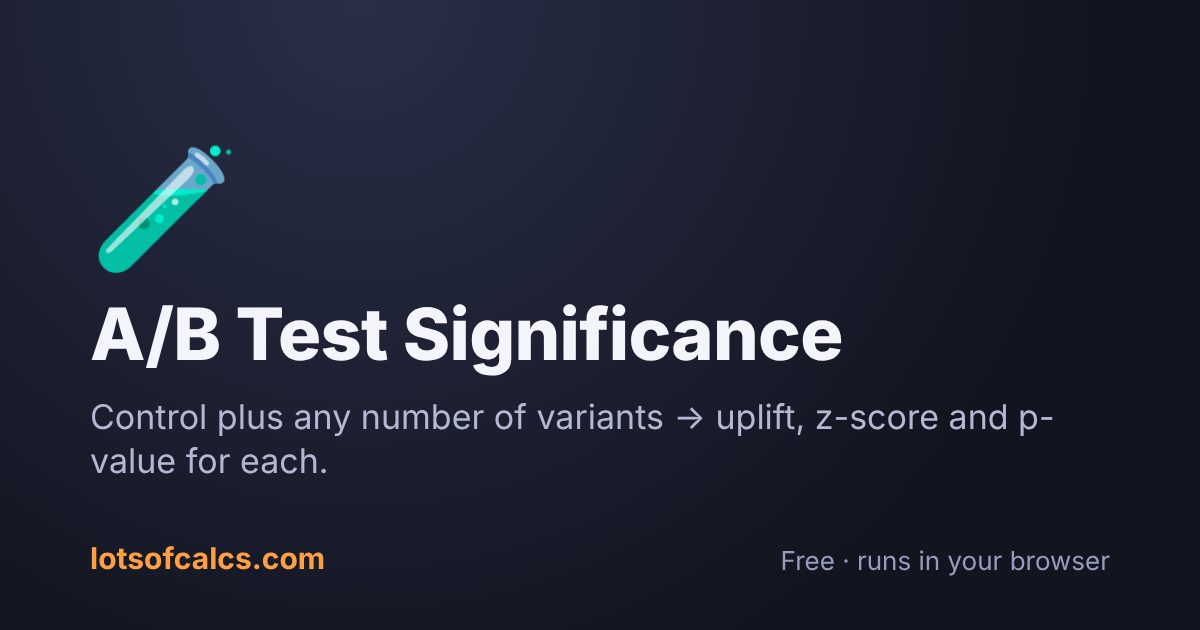 A/B Test Significance
Control plus any number of variants → uplift, z-score and p-
value for each.
lotsofcalcs.com
Free · runs in your browser